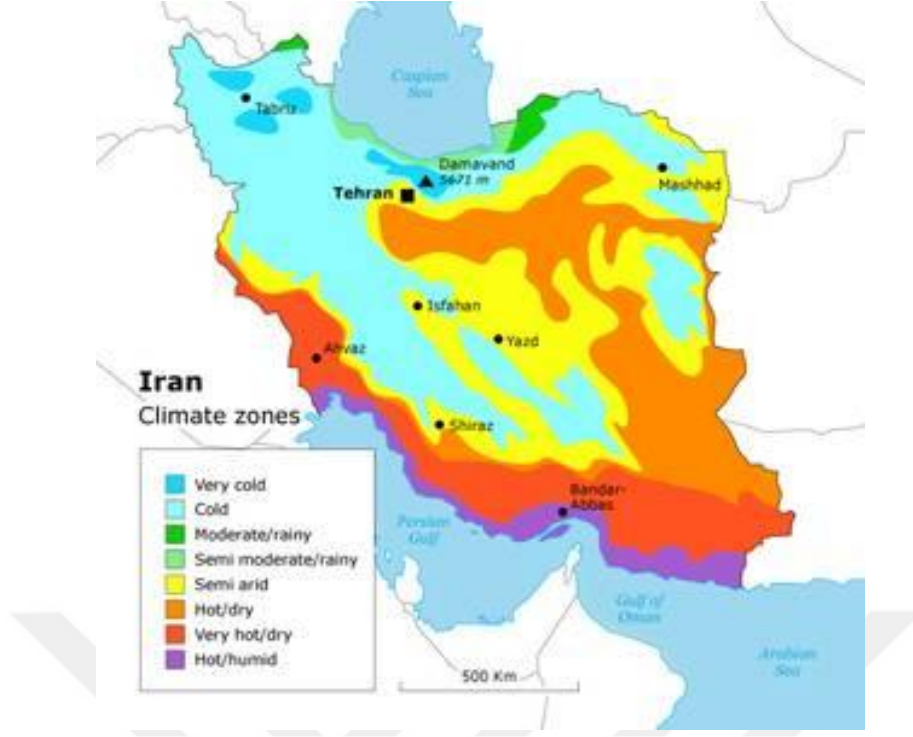 Caspian
Sea
Tabriz
Damavand
5671 m
Tehran
Mashhad
Isfahan
Yazd
Ahvaz
Iran
Climate zones
Shiraz
Very cold
Cold
Moderate/rainy
Semi moderate/rainy
Semi arid
Hot/dry
Very hot/dry
Hot/humid
Bandar-
Abbas
Persian
Gulf
Gulf of
Oman
Arabian
Sea
500 Km